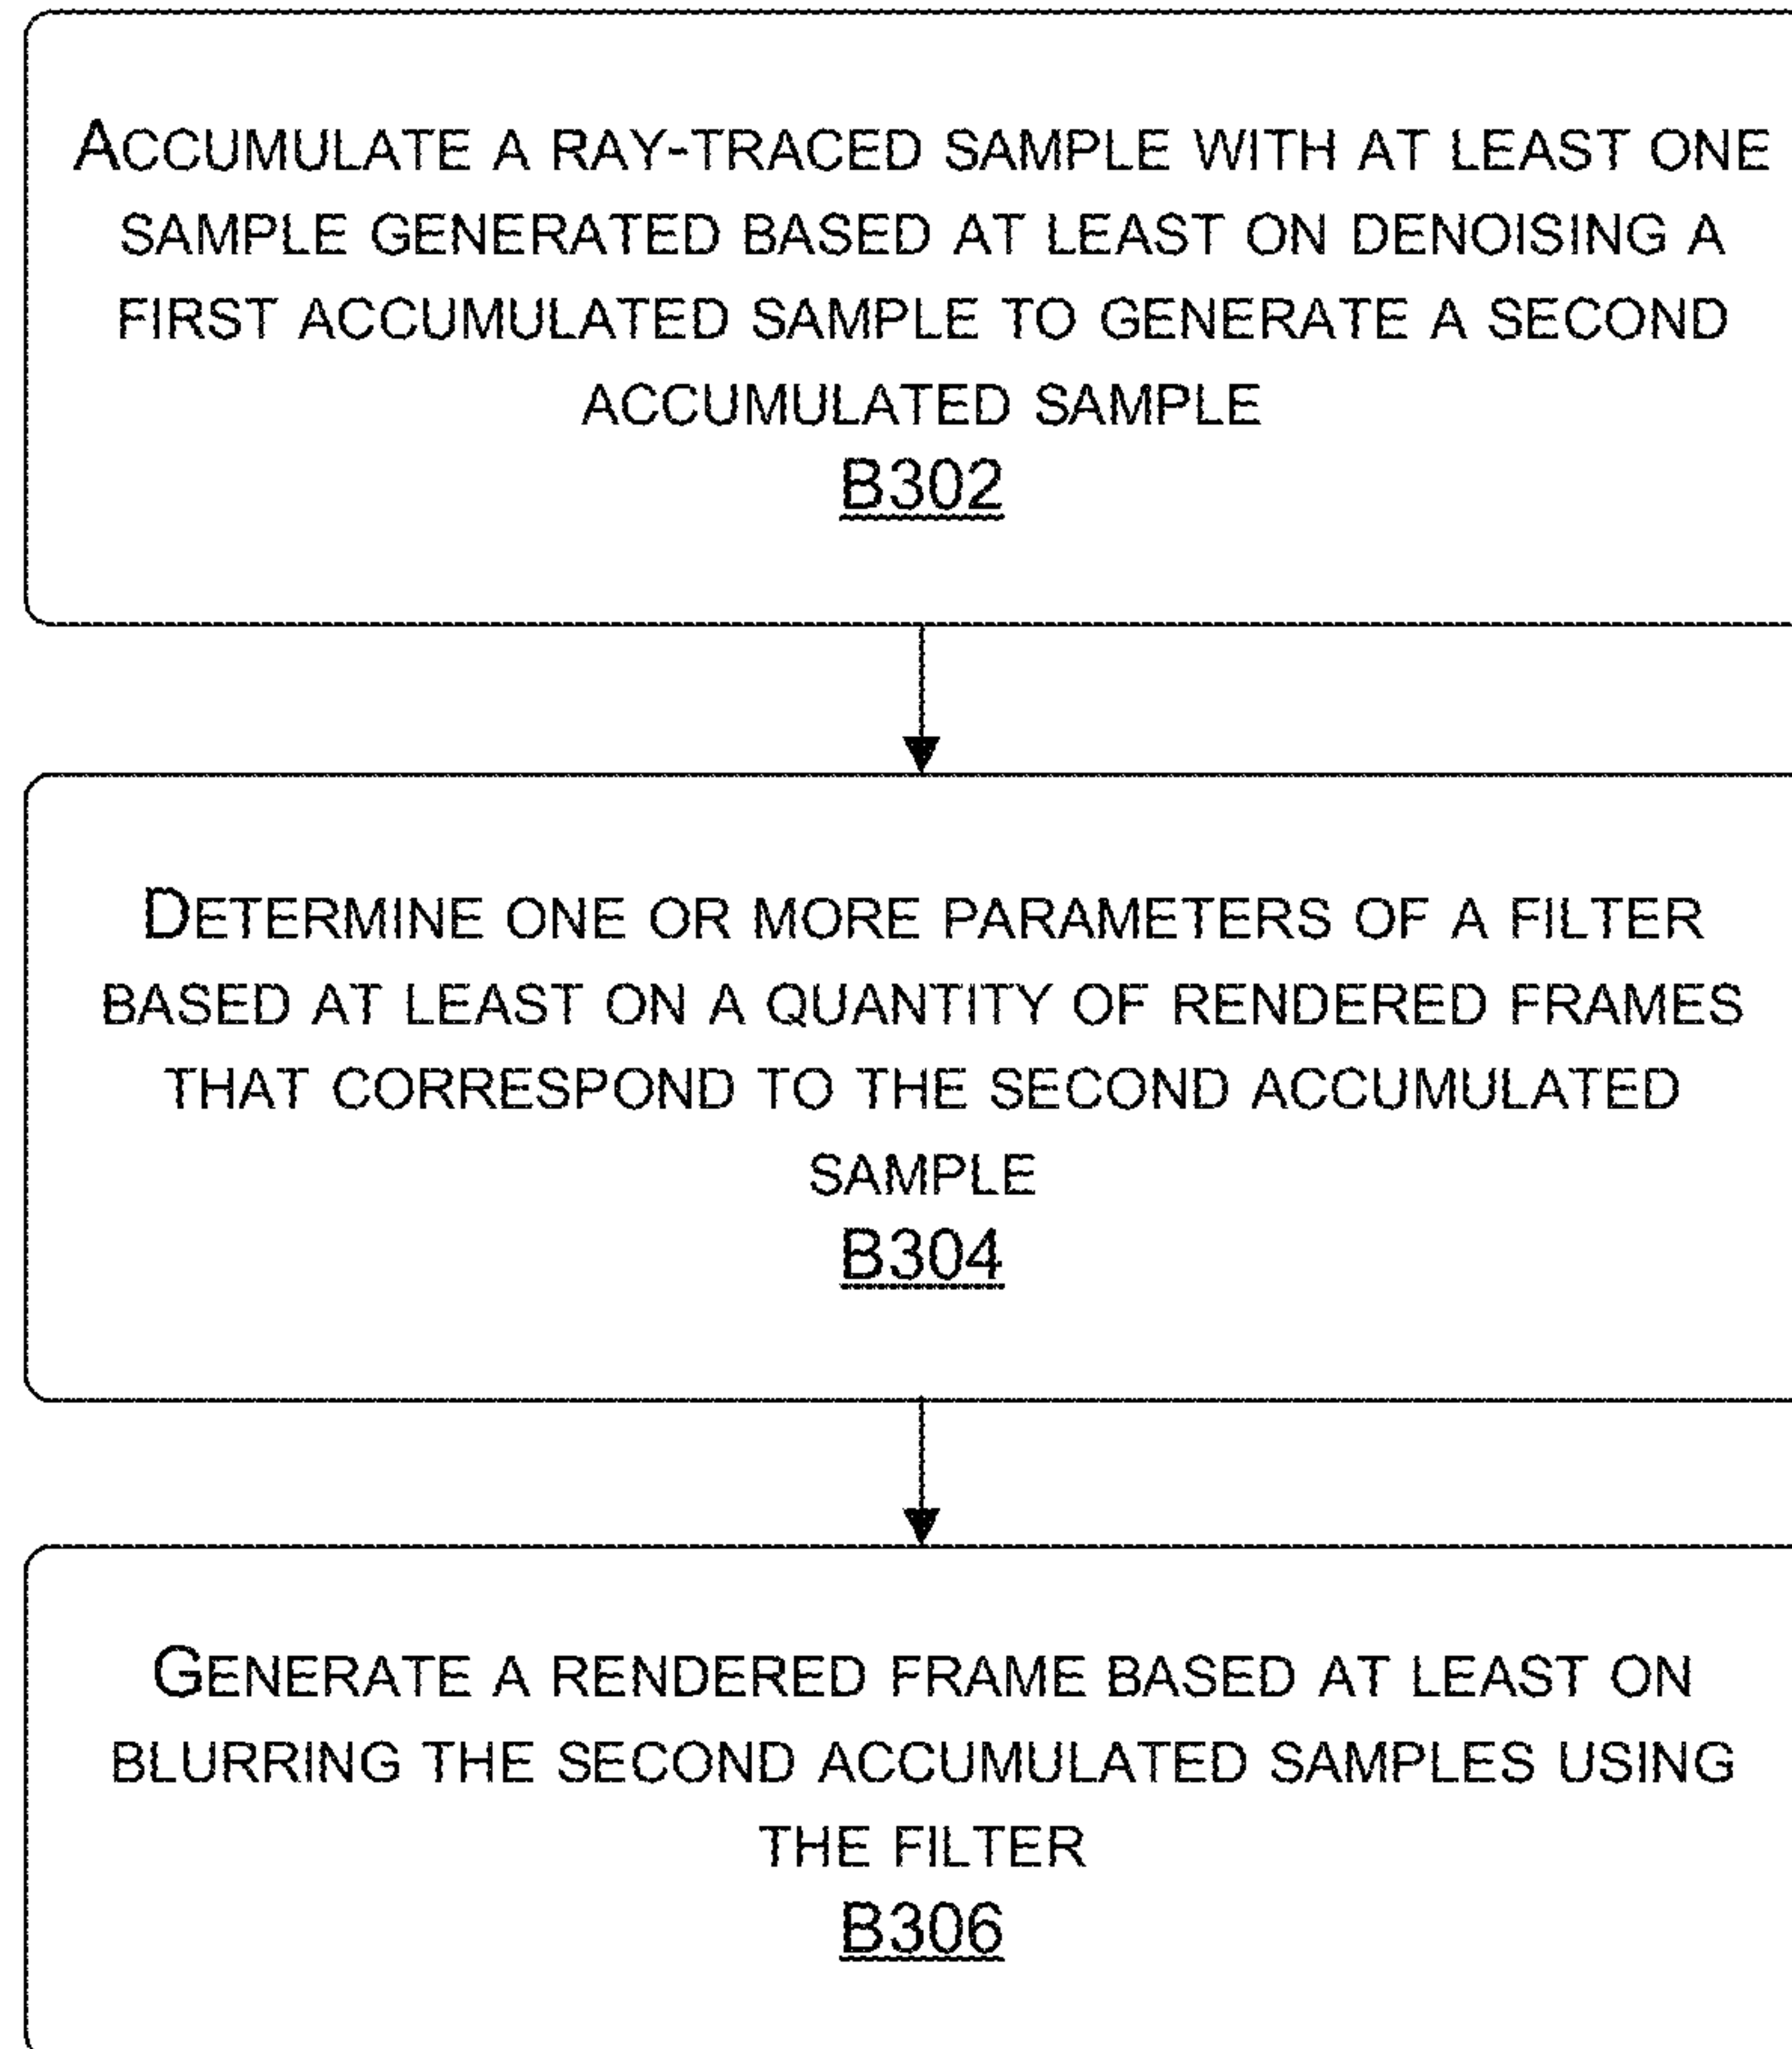 ACCUMULATE A RAY-TRACED SAMPLE WITH AT LEAST ONE
SAMPLE GENERATED BASED AT LEAST ON DENOISING A
FIRST ACCUMULATED SAMPLE TO GENERATE A SECOND
ACCUMULATED SAMPLE
B302
DETERMINE ONE OR MORE PARAMETERS OF A FILTER
BASED AT LEAST ON A QUANTITY OF RENDERED FRAMES
THAT CORRESPOND TO THE SECOND ACCUMULATED
SAMPLE
B304
GENERATE A RENDERED FRAME BASED AT LEAST ON
BLURRING THE SECOND ACCUMULATED SAMPLES USING
THE FILTER
B306